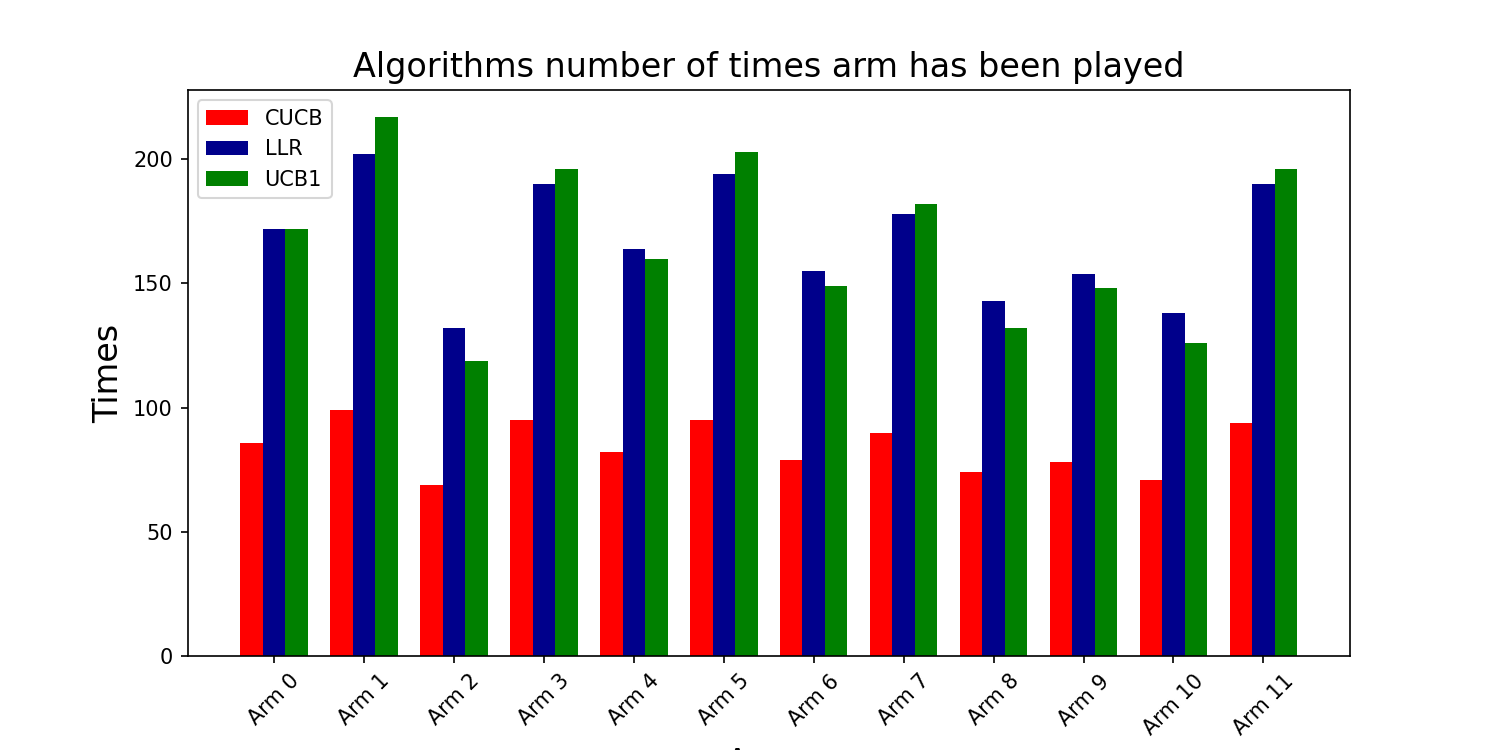 Algorithms number of times arm has been played
CUCB
LLR
UCB1
Times
200
150
100
50
0
Arm 0
Arm 1
Arm 2
Arm 3
Arm 4
Arm 5
Arm 6
Arm 7
Arm 8
Arm 9
Arm 10
Arm 11